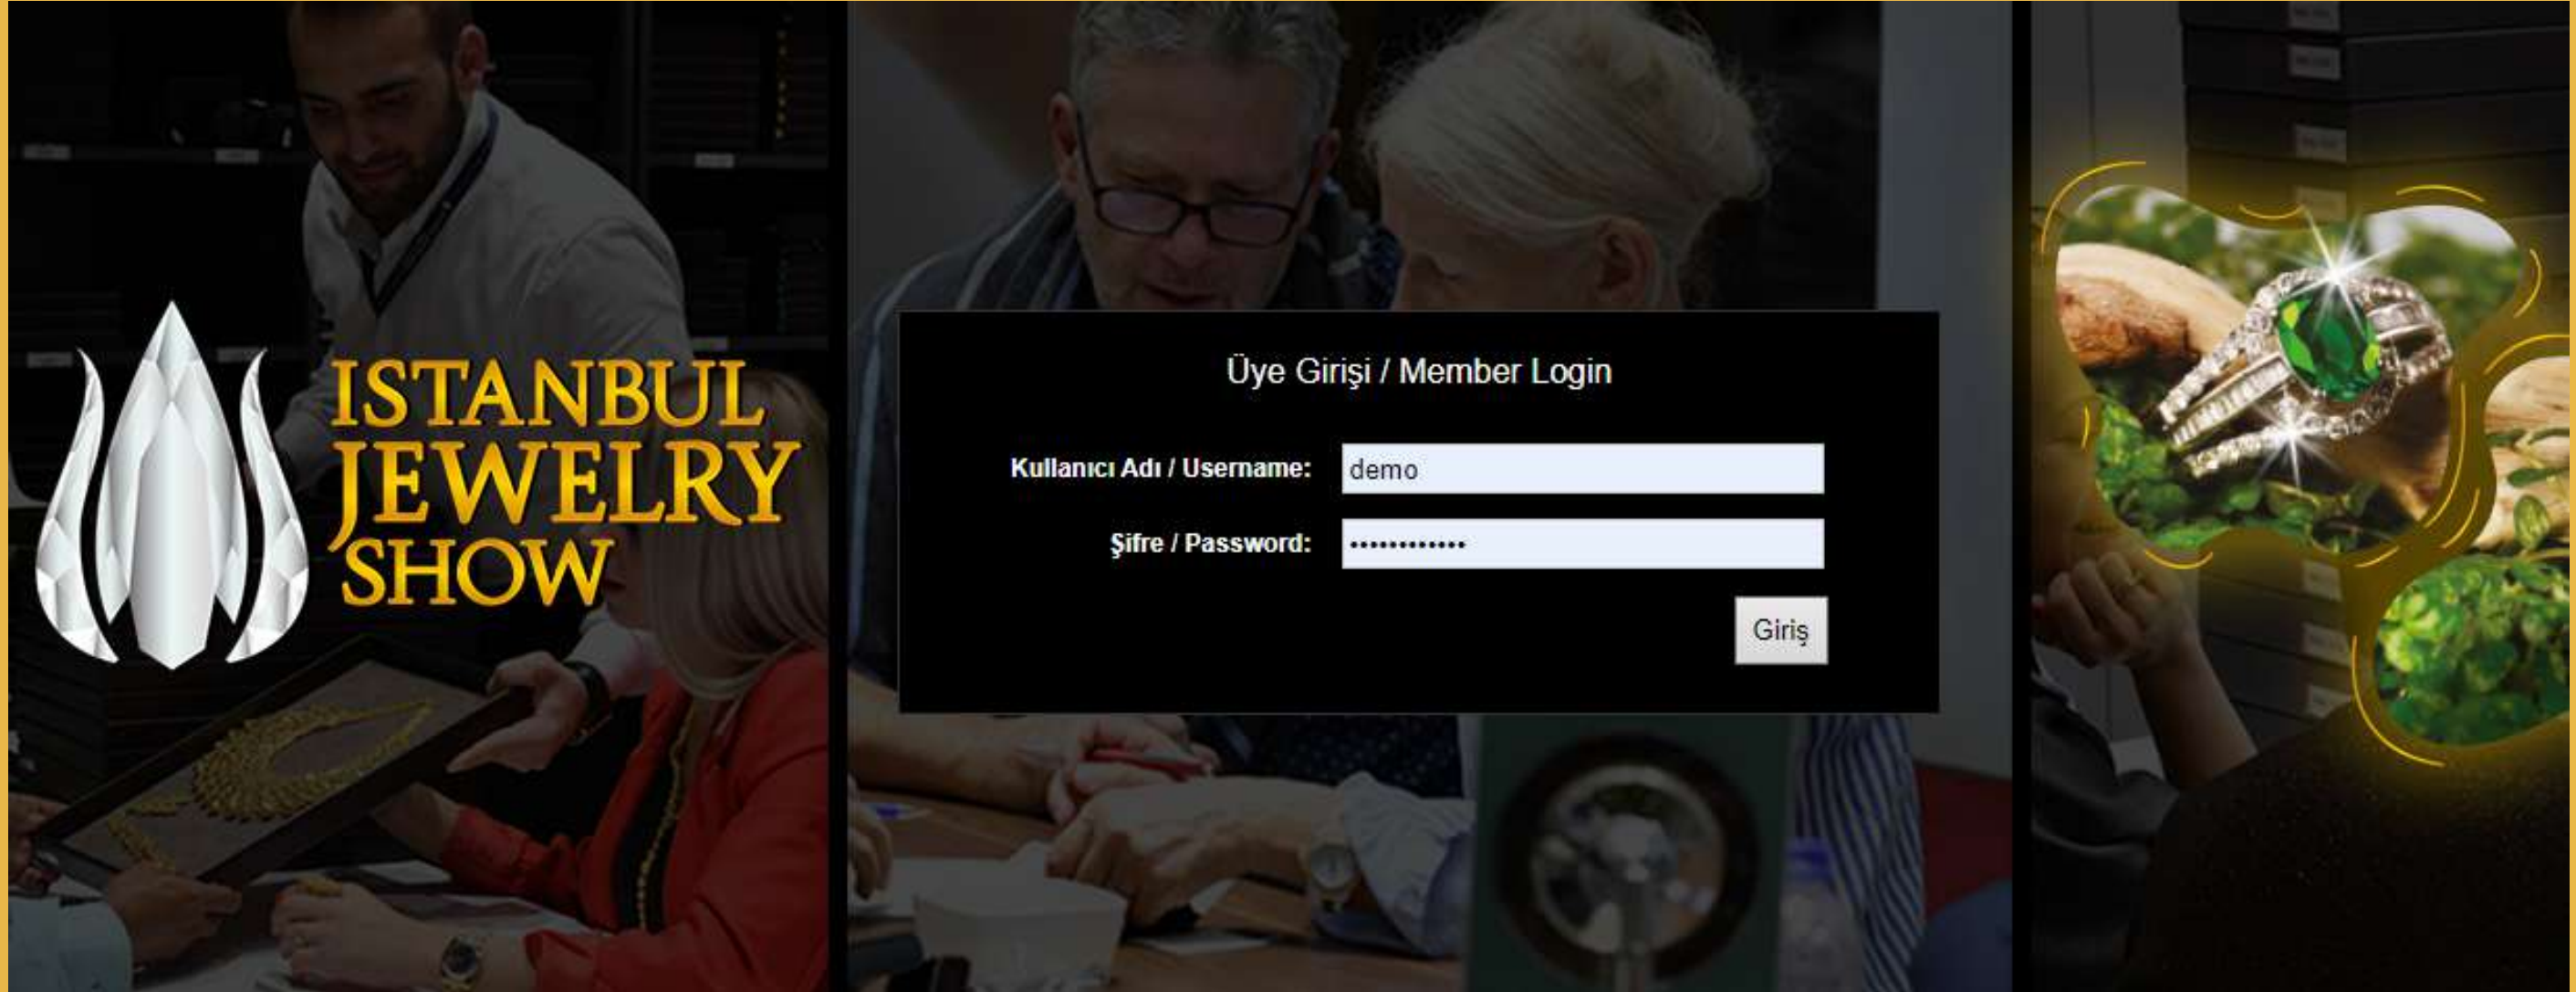 ISTANBUL
JEWELRY
SHOW
Üye Girişi / Member Login
Kullanıcı Adı / Username: demo
Şifre / Password: ••••••••••••
Giriş